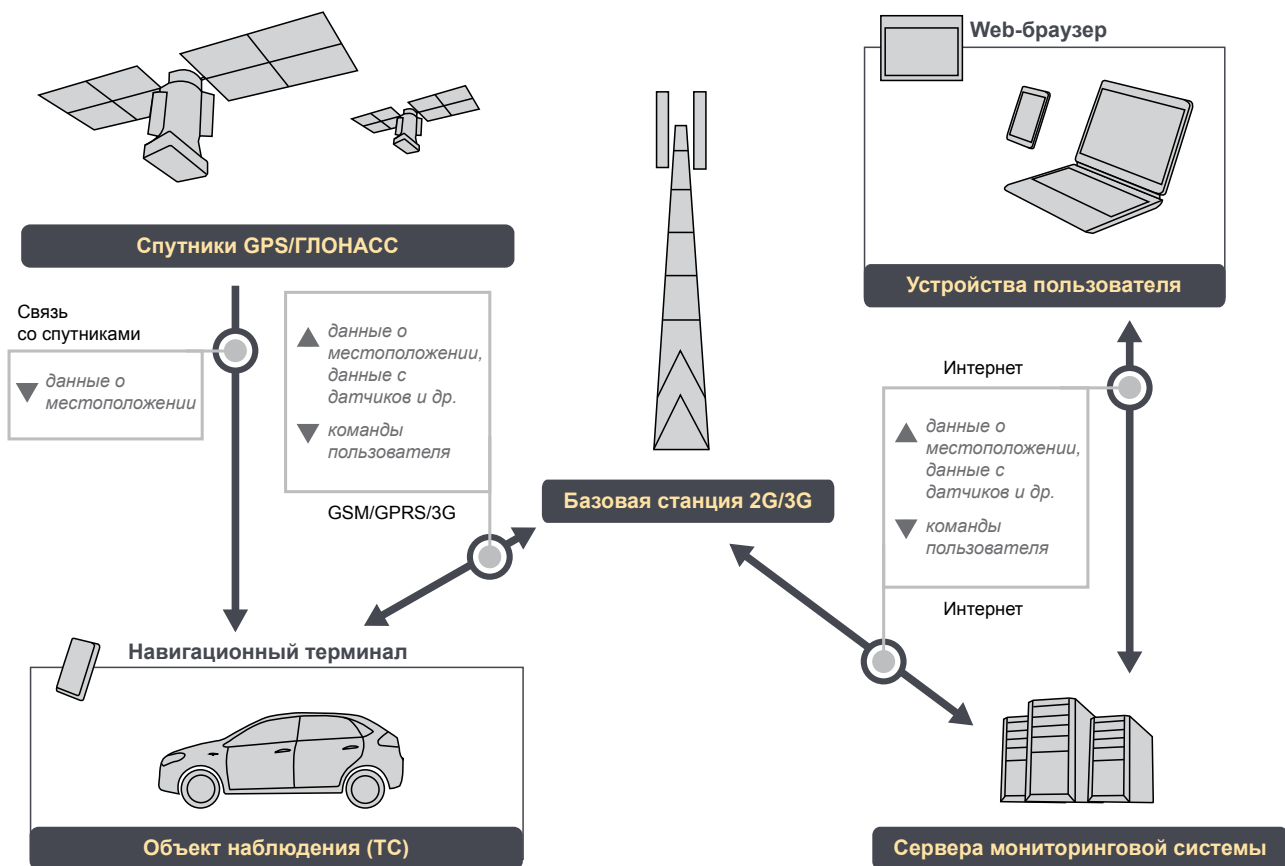 Web-браузер
Спутники GPS/ГЛОНАСС
Устройства пользователя
Связь
со спутниками
данные о
местоположении
данные о
местоположении,
данные с
датчиков и др.
команды
пользователя
GSM/GPRS/3G
Базовая станция 2G/3G
Интернет
данные о
местоположении,
данные с
датчиков и др.
команды
пользователя
Интернет
Навигационный терминал
Объект наблюдения (ТС)
Сервера мониторинговой системы